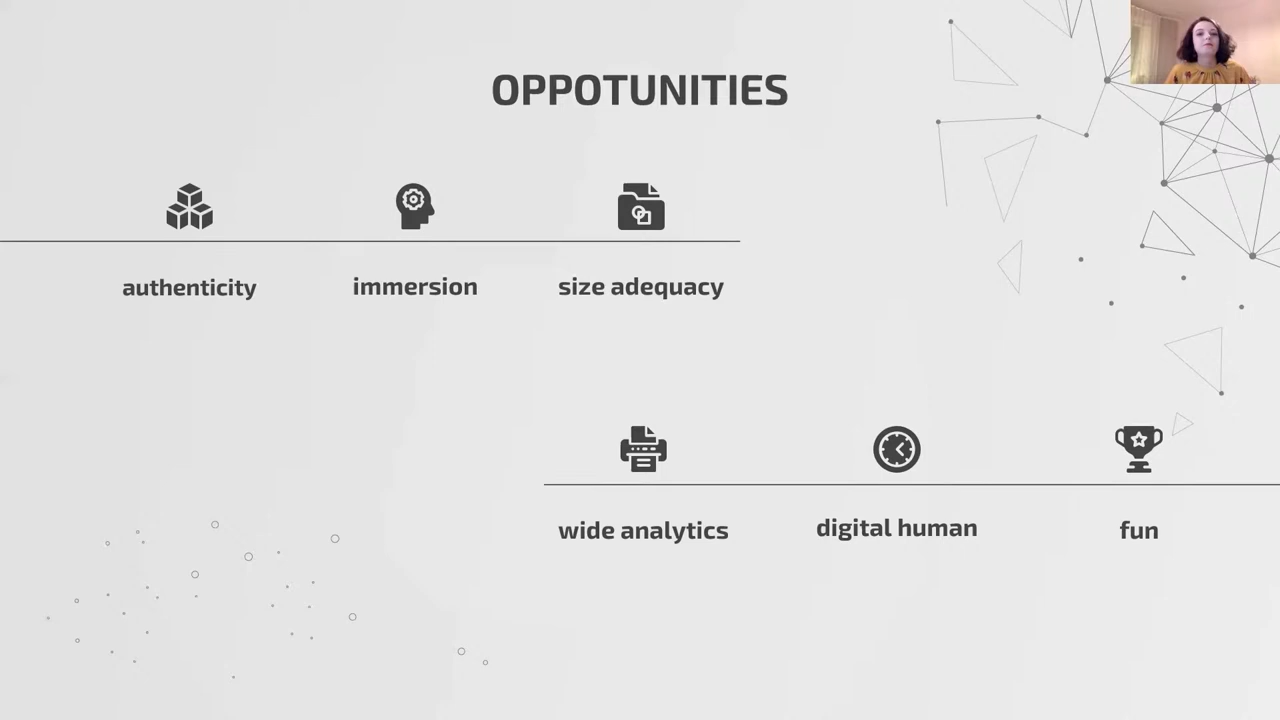 OPPOTUNITIES
authenticity
immersion
size adequacy
wide analytics
digital human
fun